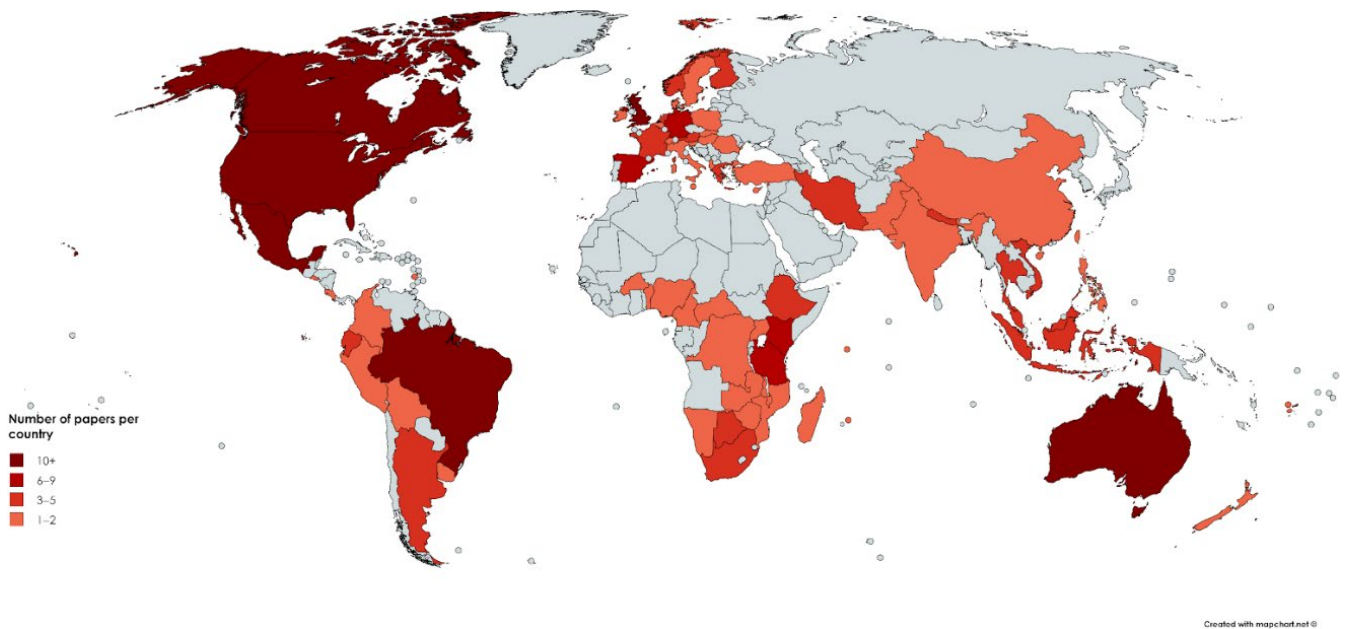 Number of papers per
country
10+
6–9
3–5
1–2
Created with mapchart.net ©